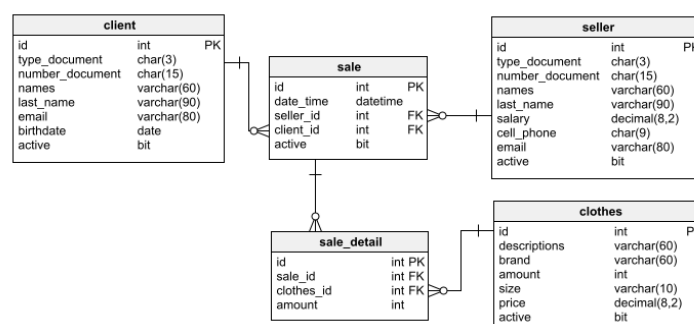 client
id int PK
type_document char(3)
number_document char(15)
names varchar(60)
last_name varchar(90)
email varchar(80)
birthdate date
active bit
sale
id int PK
date_time datetime
seller_id int FK
client_id int FK
active bit
seller
id int PK
type_document char(3)
number_document char(15)
names varchar(60)
last_name varchar(90)
salary decimal(8,2)
cell_phone char(9)
email varchar(80)
active bit
sale_detail
id int PK
sale_id int FK
clothes_id int FK
amount int
clothes
id int P
descriptions varchar(60)
brand varchar(60)
amount int
size varchar(10)
price decimal(8,2)
active bit